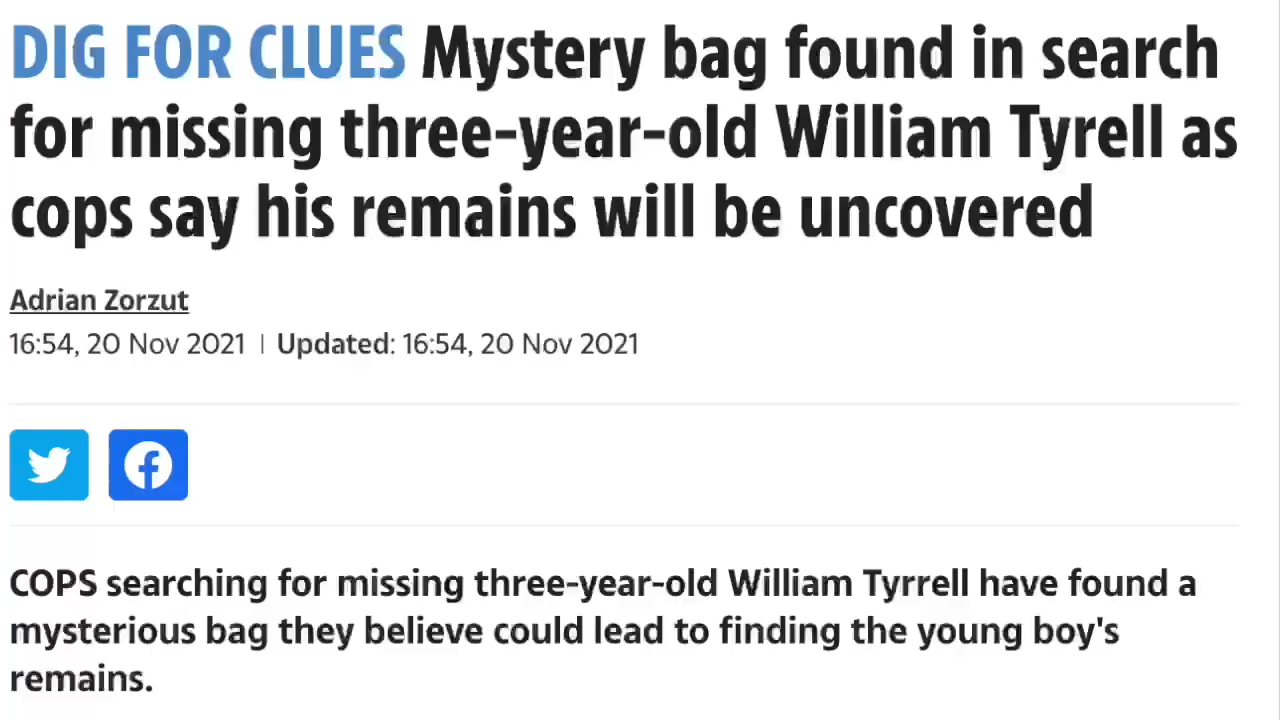 DIG FOR CLUES Mystery bag found in search
for missing three-year-old William Tyrell as
cops say his remains will be uncovered
Adrian Zorzut
16:54, 20 Nov 2021 | Updated: 16:54, 20 Nov 2021
COPS searching for missing three-year-old William Tyrrell have found a
mysterious bag they believe could lead to finding the young boy's
remains.